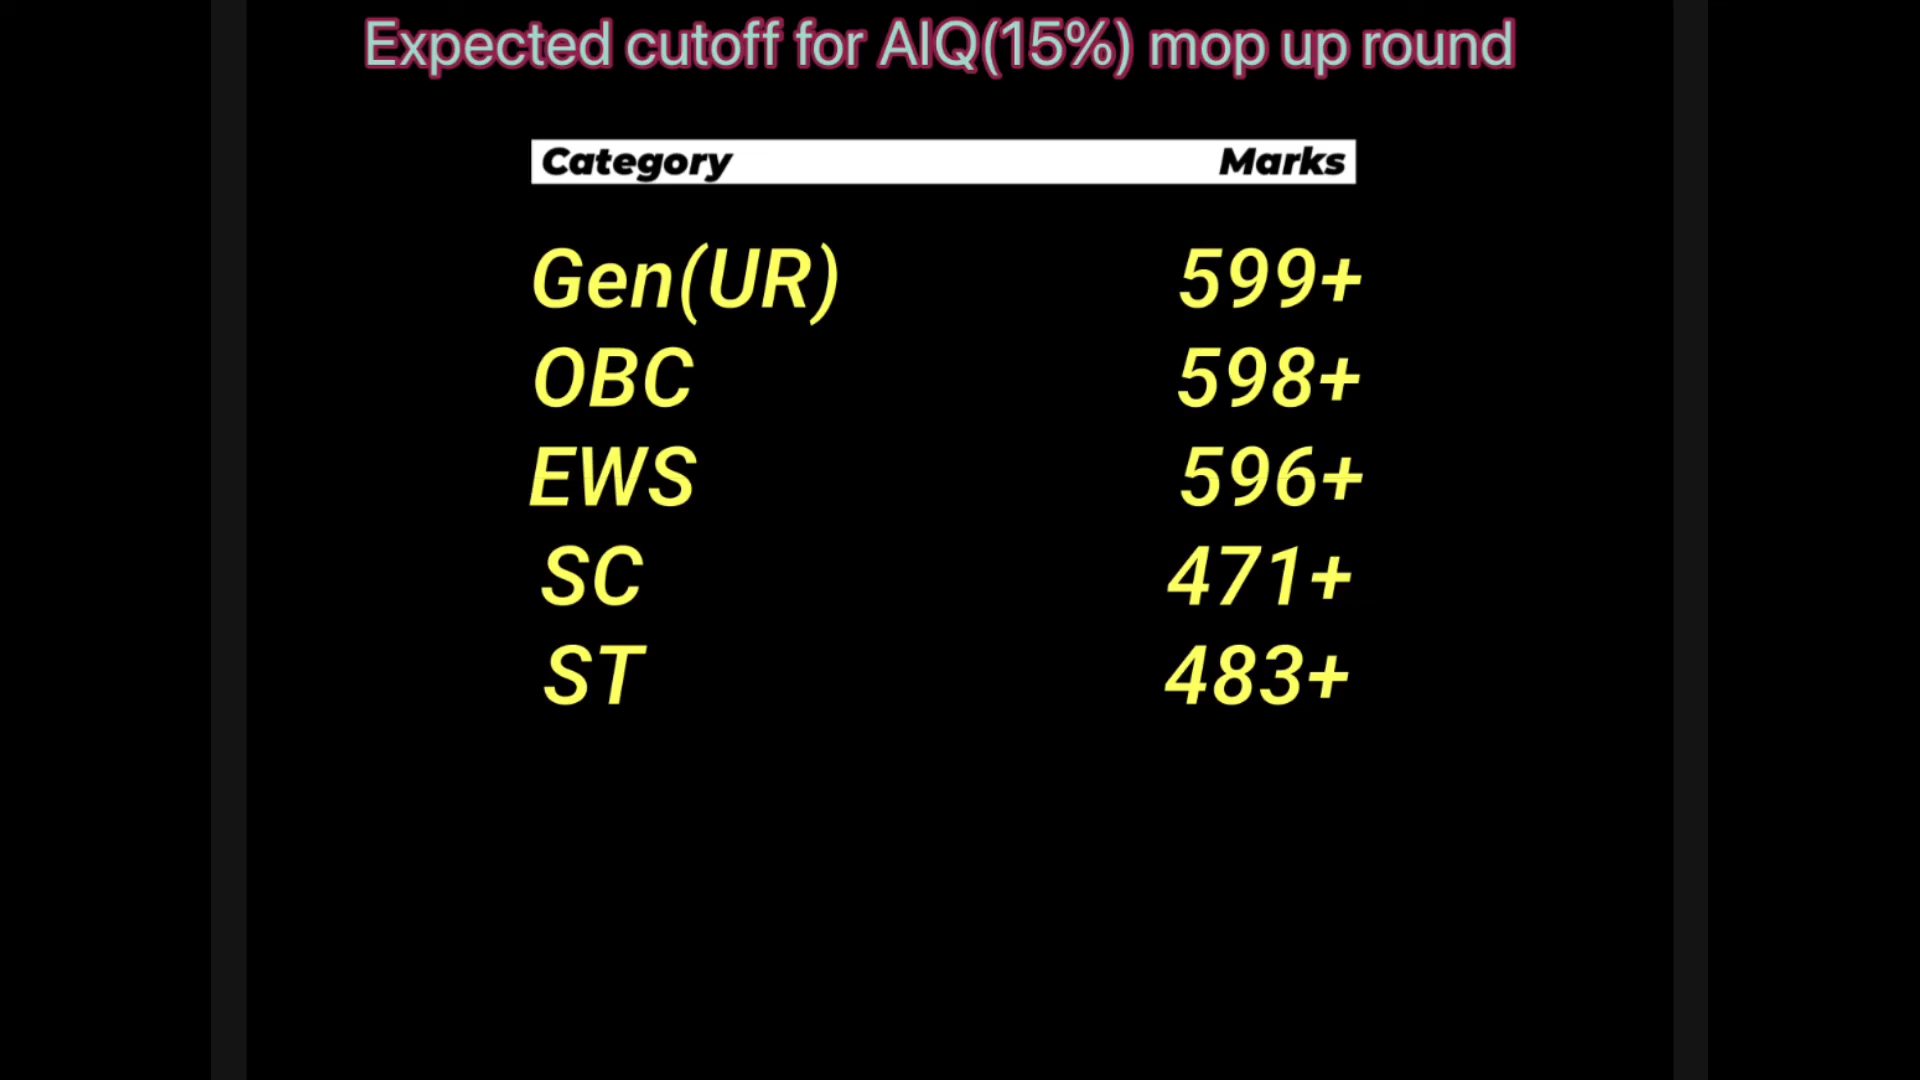 Expected cutoff for AIQ(15%) mop up round
Category Marks
Gen(UR) 599+
OBC 598+
EWS 596+
SC 471+
ST 483+